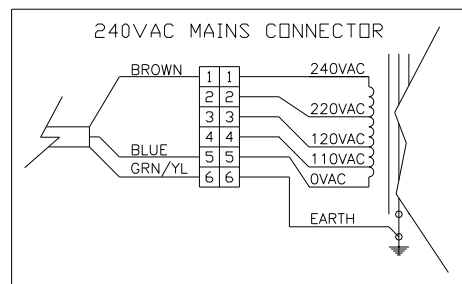 240VAC MAINS CONNECTOR
BROWN 1 1 240VAC
2 2 220VAC
3 3 120VAC
4 4 110VAC
BLUE 5 5 0VAC
GRN/YL 6 6
EARTH